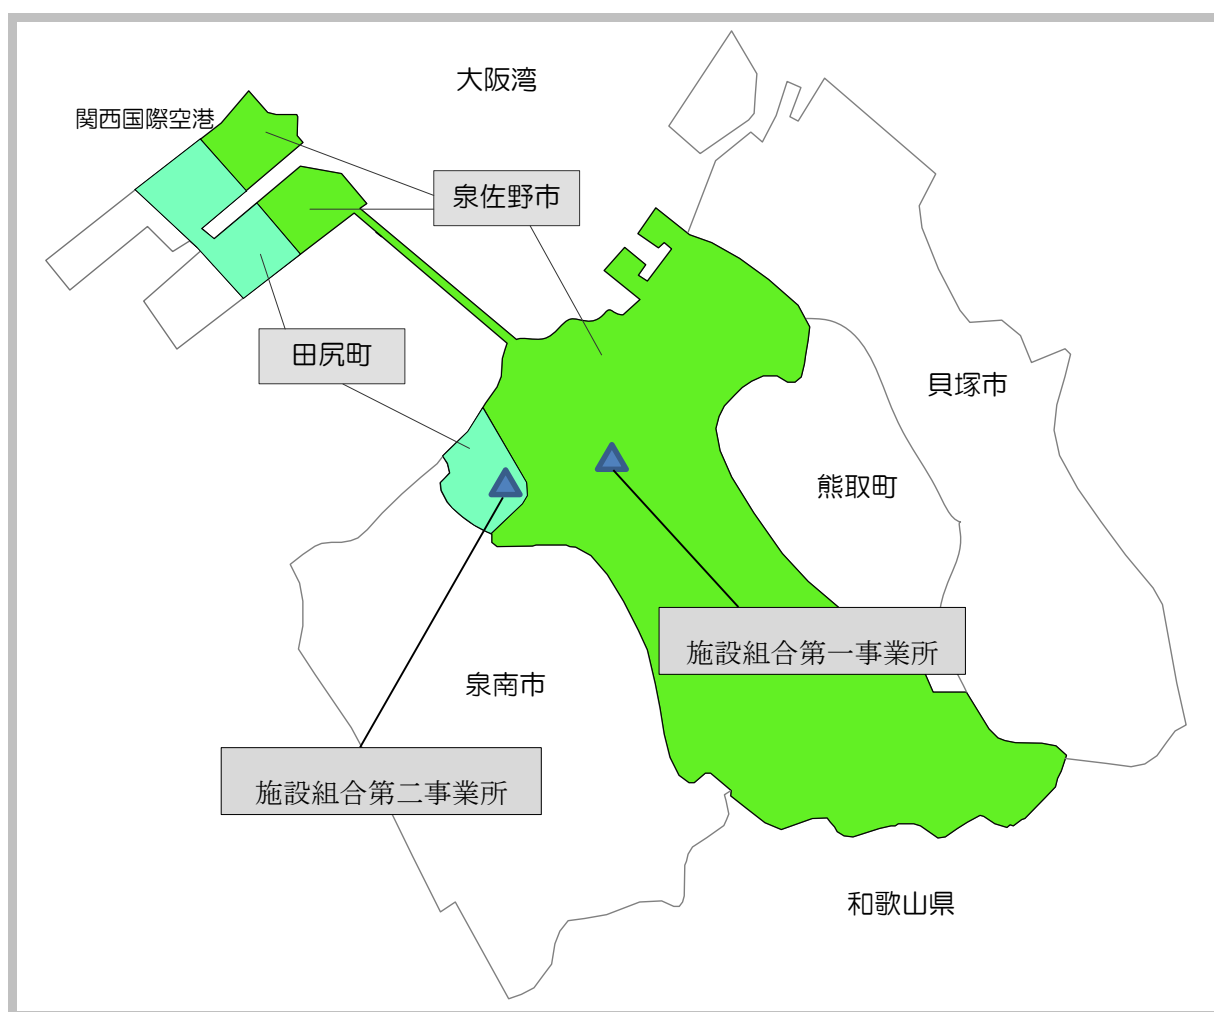 大阪湾
関西国際空港
泉佐野市
田尻町
貝塚市
熊取町
施設組合第一事業所
泉南市
施設組合第二事業所
和歌山県